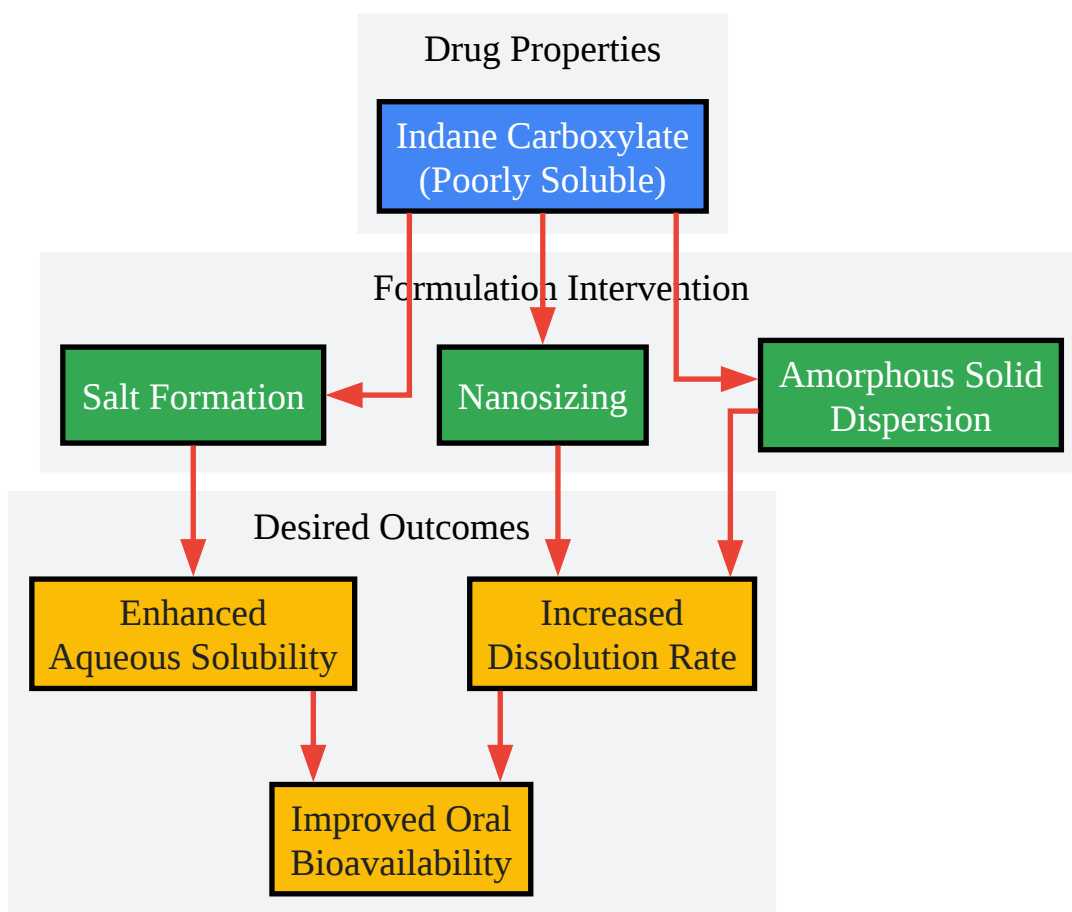 Drug Properties
Indane Carboxylate
(Poorly Soluble)
Formulation Intervention
Salt Formation
Nanosizing
Amorphous Solid
Dispersion
Desired Outcomes
Enhanced
Aqueous Solubility
Increased
Dissolution Rate
Improved Oral
Bioavailability